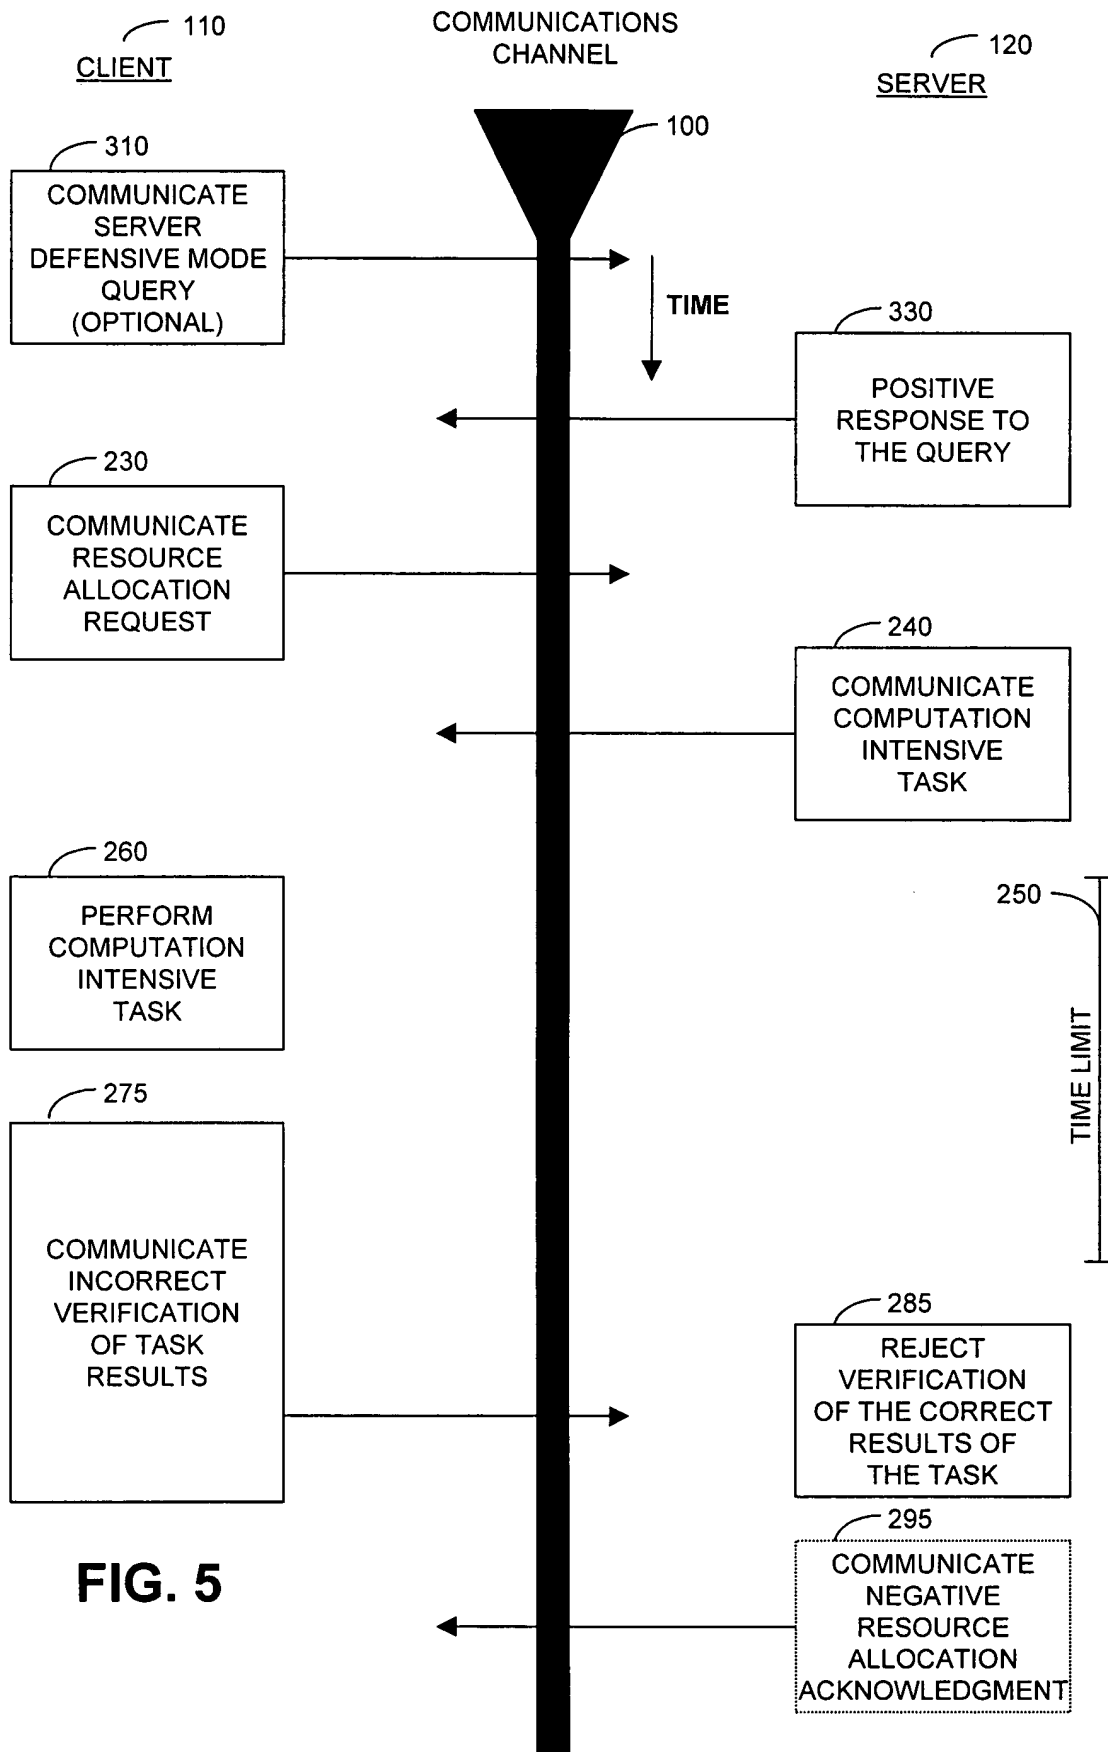 110
CLIENT
COMMUNICATIONS
CHANNEL
120
SERVER
100
310
COMMUNICATE
SERVER
DEFENSIVE MODE
QUERY
(OPTIONAL)
TIME
330
POSITIVE
RESPONSE TO
THE QUERY
230
COMMUNICATE
RESOURCE
ALLOCATION
REQUEST
240
COMMUNICATE
COMPUTATION
INTENSIVE
TASK
260
PERFORM
COMPUTATION
INTENSIVE
TASK
250
TIME LIMIT
275
COMMUNICATE
INCORRECT
VERIFICATION
OF TASK
RESULTS
285
REJECT
VERIFICATION
OF THE CORRECT
RESULTS OF
THE TASK
295
COMMUNICATE
NEGATIVE
RESOURCE
ALLOCATION
ACKNOWLEDGMENT
FIG. 5